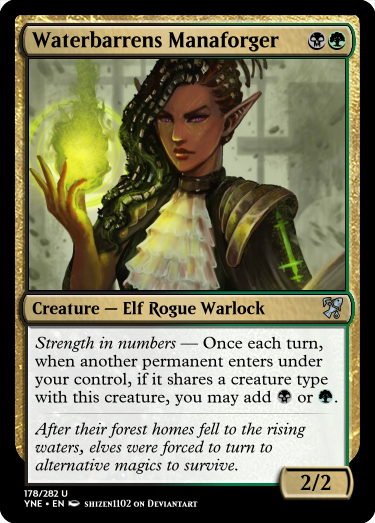 Waterbarrens Manaforger
Creature — Elf Rogue Warlock
Strength in numbers — Once each turn,
when another permanent enters under
your control, if it shares a creature type
with this creature, you may add or .
After their forest homes fell to the rising
waters, elves were forced to turn to
alternative magics to survive.
2/2
178/282 U
YNE • EN shizen1102 on Deviantart